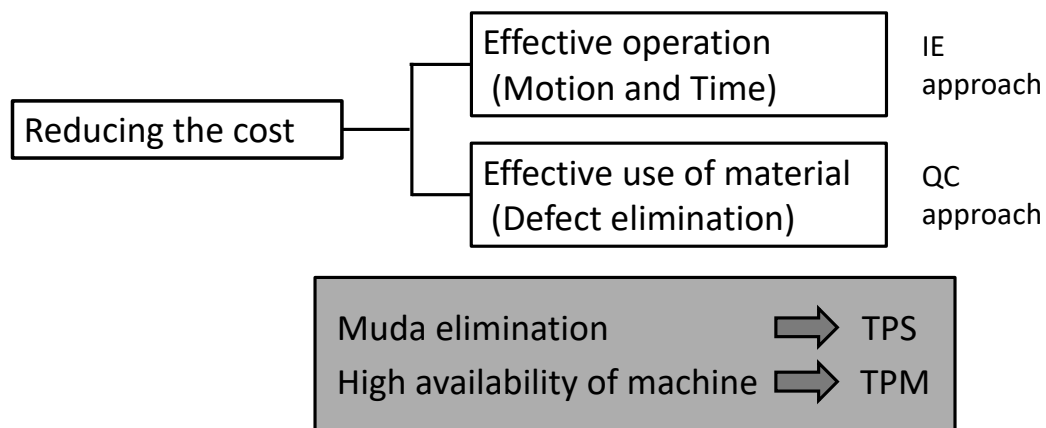 Effective operation
(Motion and Time)
IE
approach
Reducing the cost
Effective use of material
(Defect elimination)
QC
approach
Muda elimination TPS
High availability of machine TPM